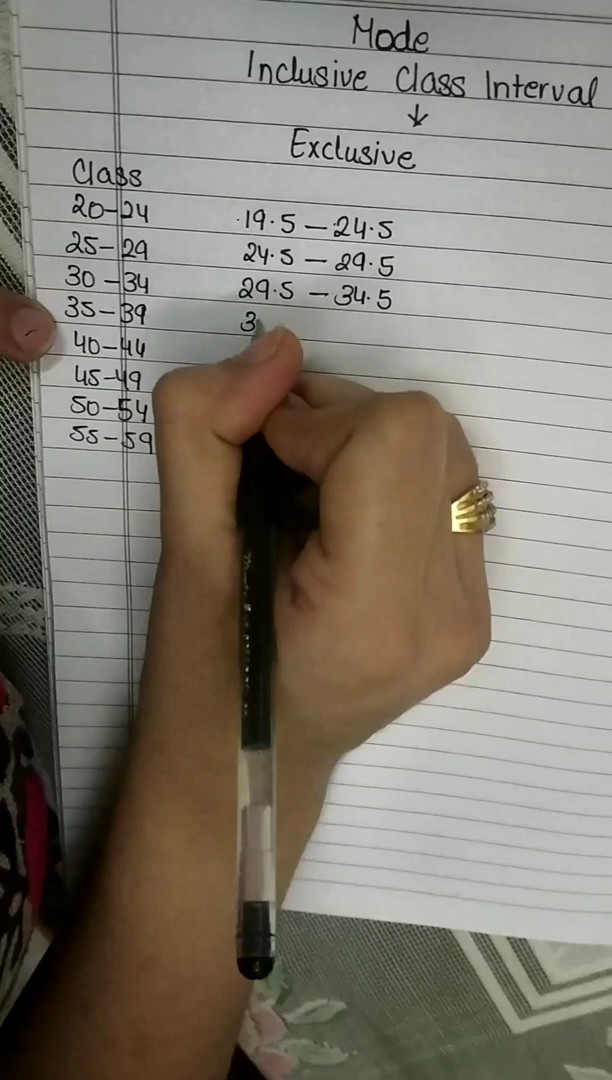 Mode
Inclusive Class Interval
↓
Exclusive
Class
20-24 19.5 - 24.5
25-29 24.5 - 29.5
30-34 29.5 - 34.5
35-39 3
40-44
45-49
50-54
55-59